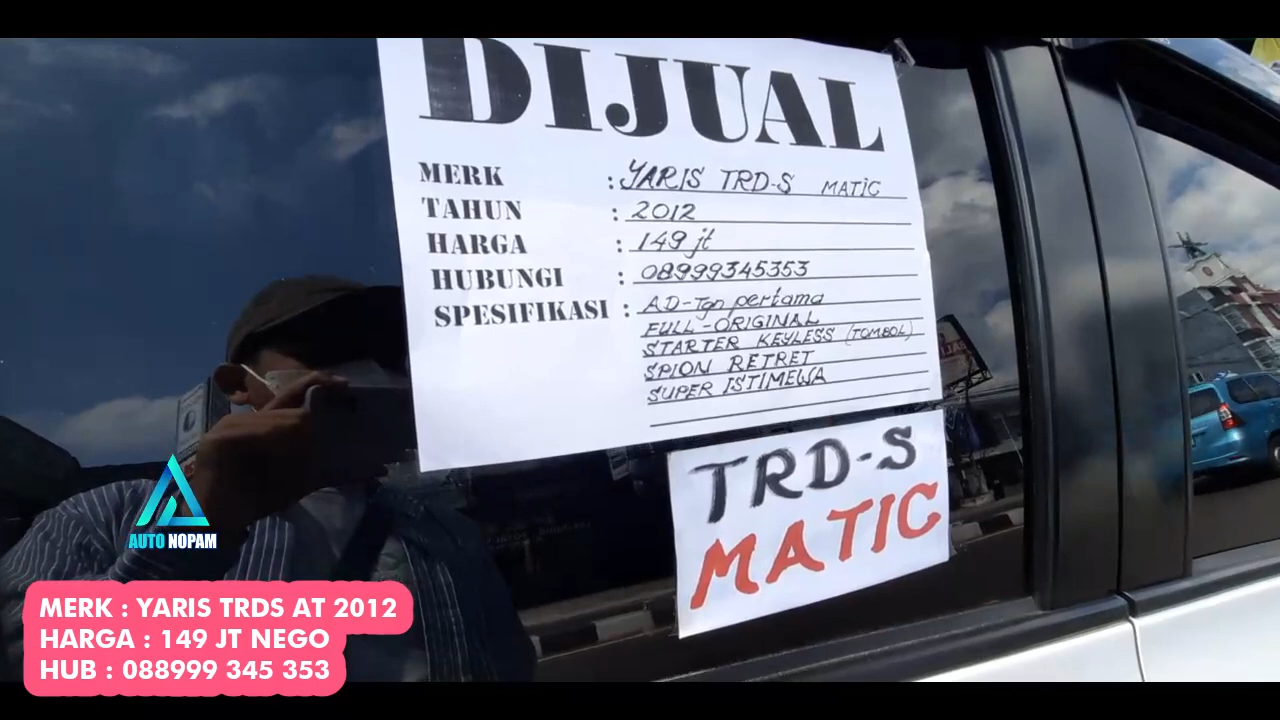 DIJUAL
MERK : YARIS TRD-S MATIC
TAHUN : 2012
HARGA : 149 jt
HUBUNGI : 08999345353
SPESIFIKASI : AD-Tgn pertama
FULL-ORIGINAL
STARTER KEYLESS (TOMBOL)
SPION RETRET
SUPER ISTIMEWA
TRD-S
MATIC
AUTO NOPAM
MERK : YARIS TRDS AT 2012
HARGA : 149 JT NEGO
HUB : 088999 345 353